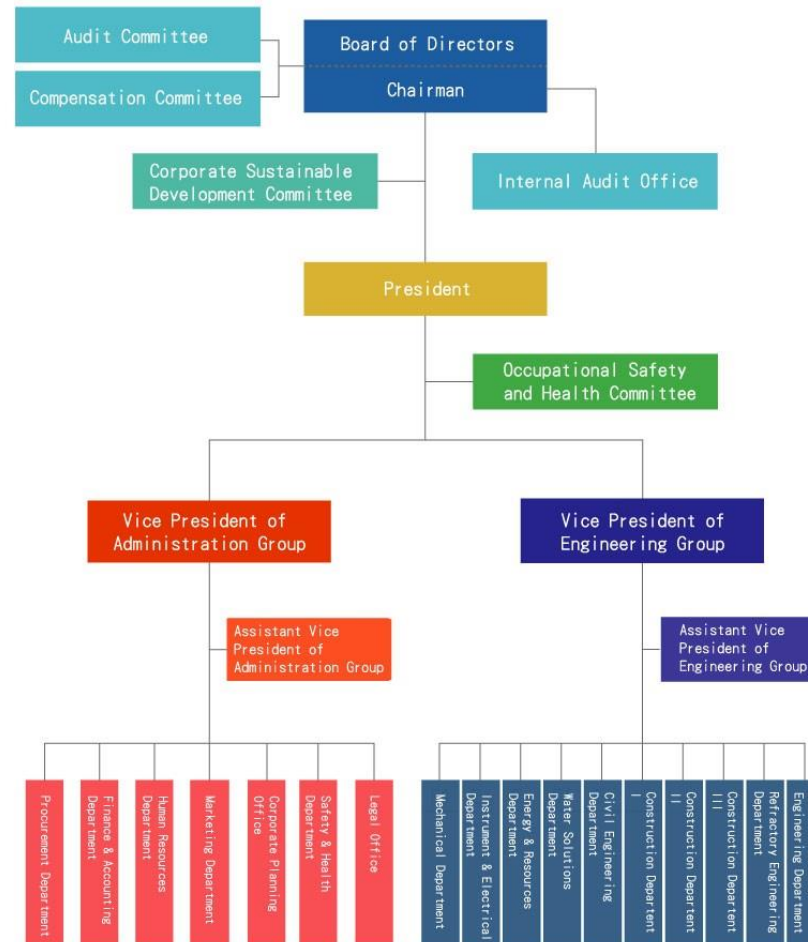 Audit Committee
Board of Directors
Compensation Committee
Chairman
Corporate Sustainable
Development Committee
Internal Audit Office
President
Occupational Safety
and Health Committee
Vice President of
Administration Group
Vice President of
Engineering Group
Assistant Vice
President of
Administration Group
Assistant Vice
President of
Engineering Group
Procurement Department
Finance & Accounting
Department
Human Resources
Department
Marketing Department
Corporate Planning
Office
Safety & Health
Department
Legal Office
Mechanical Department
Instrument & Electrical
Department
Energy & Resources
Department
Water Solutions
Department
Civil Engineering
Department
Construction Departent
I
Construction Departent
II
Construction Departent
III
Refractory Engineering
Department
Engineering Department